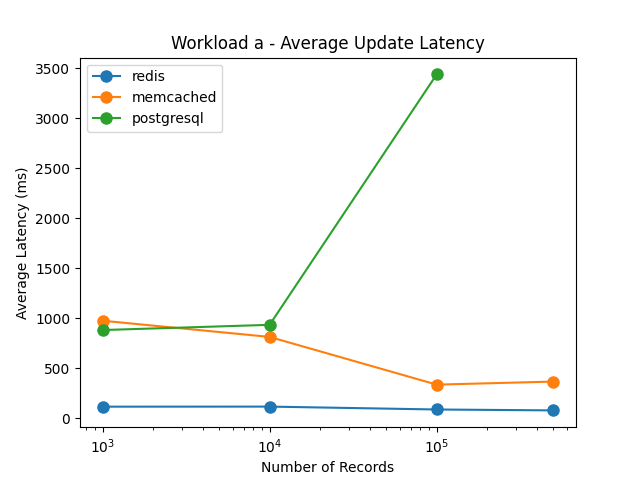 Workload a - Average Update Latency
redis
memcached
postgresql
Average Latency (ms)
3500
3000
2500
2000
1500
1000
500
0
10³
10⁴
10⁵
Number of Records